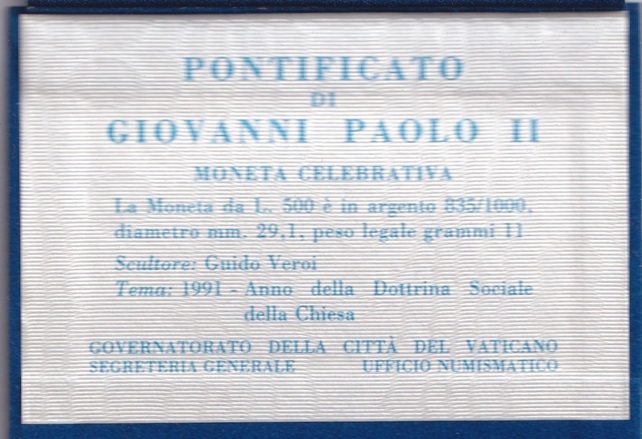 PONTIFICATO
DI
GIOVANNI PAOLO II
MONETA CELEBRATIVA
La Moneta da L. 500 è in argento 835/1000,
diametro mm. 29,1, peso legale grammi 11
Scultore: Guido Veroi
Tema: 1991 - Anno della Dottrina Sociale
della Chiesa
GOVERNATORATO DELLA CITTÀ DEL VATICANO
SEGRETERIA GENERALE UFFICIO NUMISMATICO